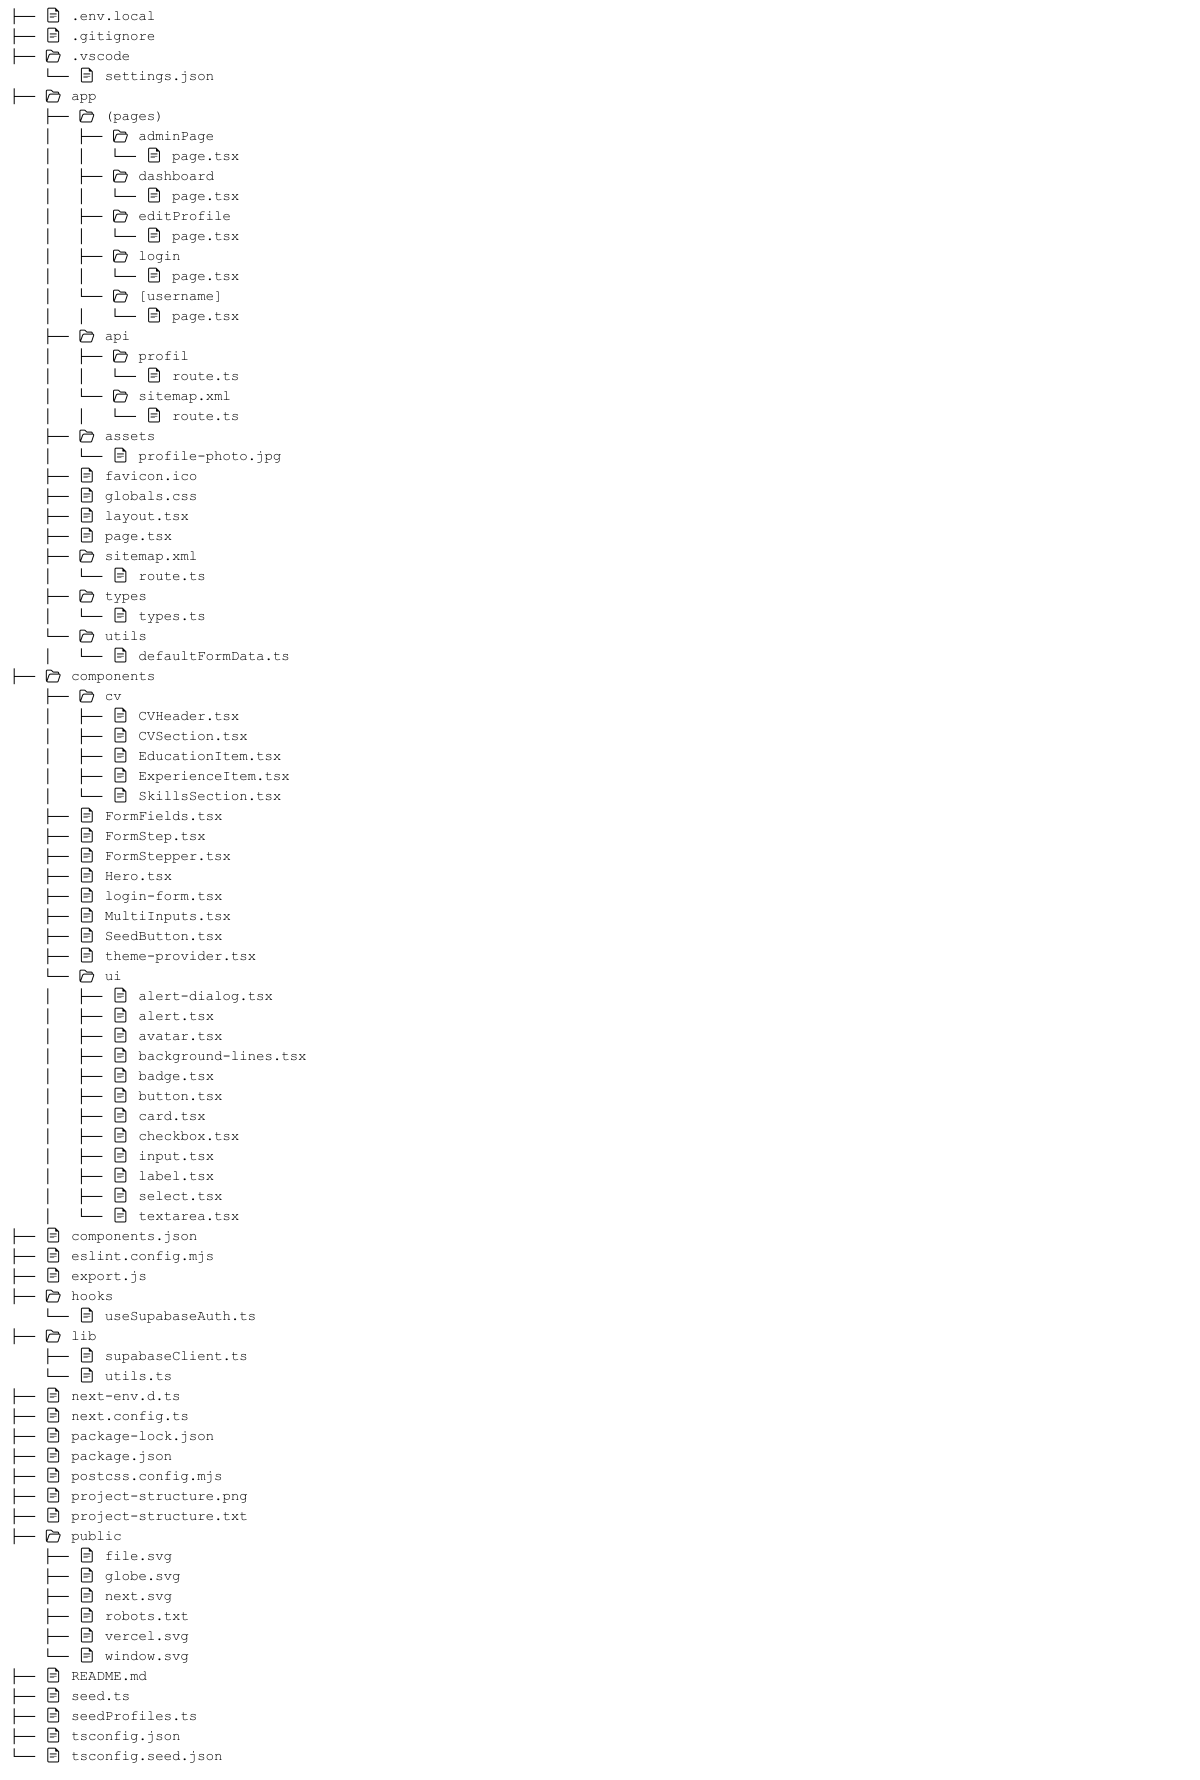 .env.local
.gitignore
.vscode
settings.json
app
(pages)
adminPage
page.tsx
dashboard
page.tsx
editProfile
page.tsx
login
page.tsx
[username]
page.tsx
api
profil
route.ts
sitemap.xml
route.ts
assets
profile-photo.jpg
favicon.ico
globals.css
layout.tsx
page.tsx
sitemap.xml
route.ts
types
types.ts
utils
defaultFormData.ts
components
cv
CVHeader.tsx
CVSection.tsx
EducationItem.tsx
ExperienceItem.tsx
SkillsSection.tsx
FormFields.tsx
FormStep.tsx
FormStepper.tsx
Hero.tsx
login-form.tsx
MultiInputs.tsx
SeedButton.tsx
theme-provider.tsx
ui
alert-dialog.tsx
alert.tsx
avatar.tsx
background-lines.tsx
badge.tsx
button.tsx
card.tsx
checkbox.tsx
input.tsx
label.tsx
select.tsx
textarea.tsx
components.json
eslint.config.mjs
export.js
hooks
useSupabaseAuth.ts
lib
supabaseClient.ts
utils.ts
next-env.d.ts
next.config.ts
package-lock.json
package.json
postcss.config.mjs
project-structure.png
project-structure.txt
public
file.svg
globe.svg
next.svg
robots.txt
vercel.svg
window.svg
README.md
seed.ts
seedProfiles.ts
tsconfig.json
tsconfig.seed.json